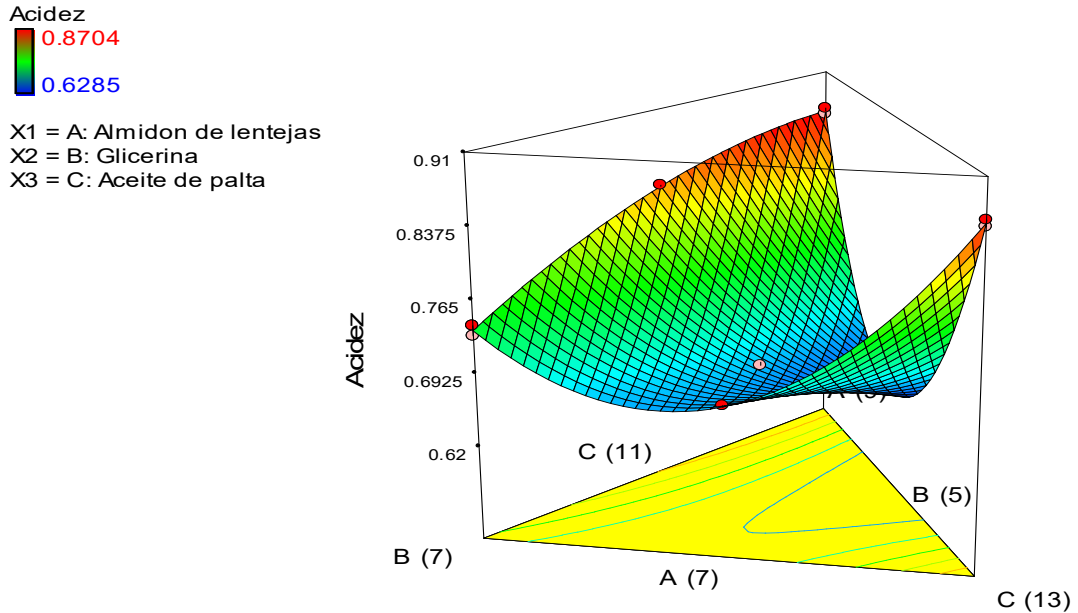 Acidez
0.8704
0.6285
X1 = A: Almidon de lentejas
X2 = B: Glicerina
X3 = C: Aceite de palta
0.91
0.8375
0.765
0.6925
0.62
Acidez
A (9)
C (11)
B (5)
B (7)
A (7)
C (13)